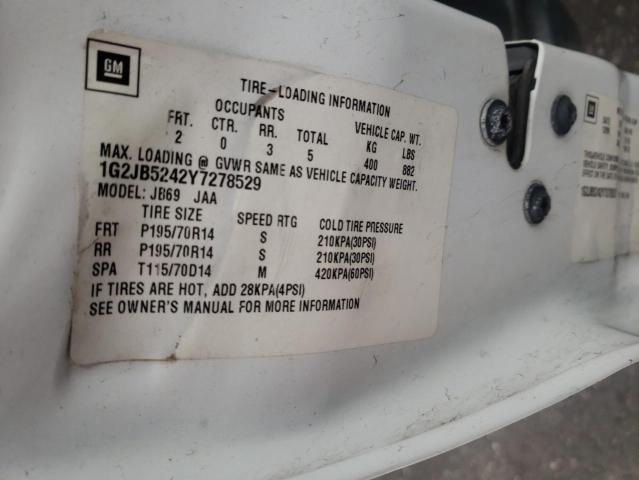 GM
TIRE-LOADING INFORMATION
OCCUPANTS VEHICLE CAP. WT.
FRT. CTR. RR. TOTAL KG LBS
2 0 3 5 400 882
MAX. LOADING @ GVWR SAME AS VEHICLE CAPACITY WEIGHT.
1G2JB5242Y7278529
MODEL: JB69 JAA
TIRE SIZE SPEED RTG COLD TIRE PRESSURE
FRT P195/70R14 S 210KPA(30PSI)
RR P195/70R14 S 210KPA(30PSI)
SPA T115/70D14 M 420KPA(60PSI)
IF TIRES ARE HOT, ADD 28KPA(4PSI)
SEE OWNER'S MANUAL FOR MORE INFORMATION
GM